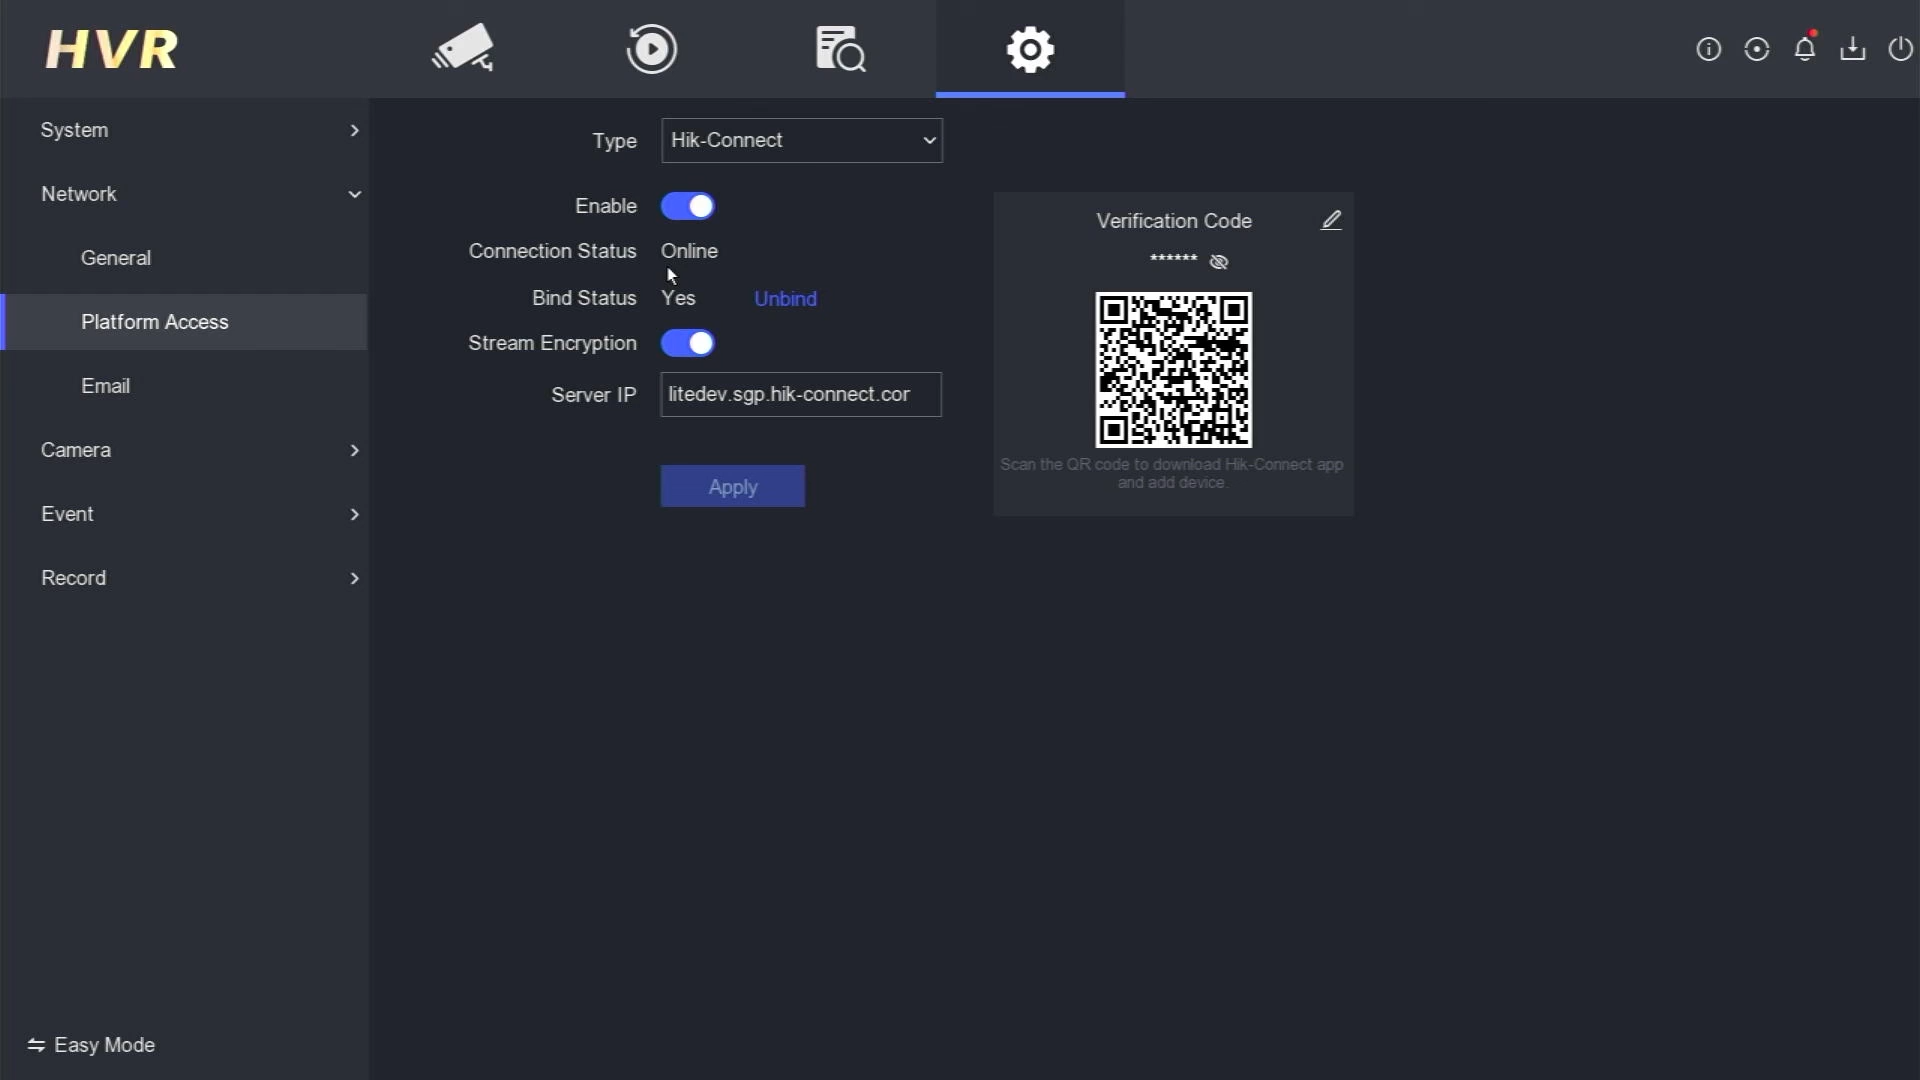 HVR
System
Network
General
Platform Access
Email
Camera
Event
Record
Easy Mode
Type Hik-Connect
Enable
Connection Status Online
Bind Status Yes Unbind
Stream Encryption
Server IP litedev.sgp.hik-connect.cor
Apply
Verification Code
******
Scan the QR code to download Hik-Connect app
and add device.